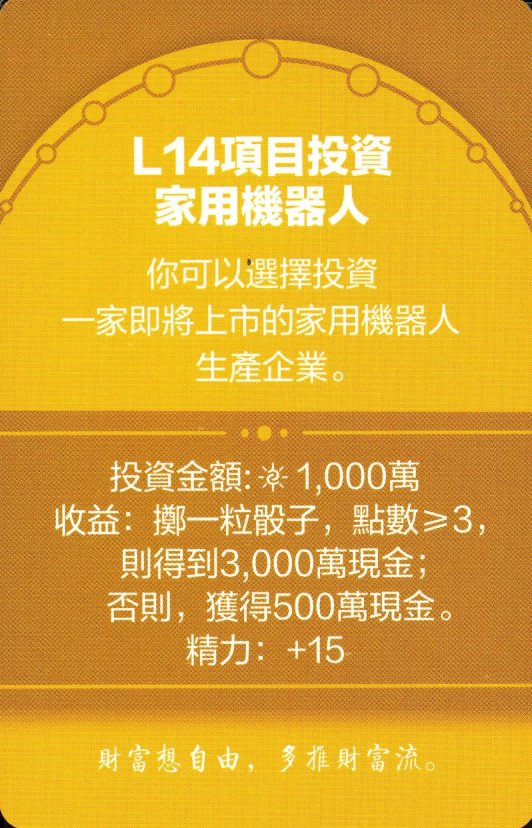 L14項目投資
家用機器人
你可以選擇投資
一家即將上市的家用機器人
生產企業。
投資金額:1,000萬
收益：擲一粒骰子，點數≥3，
則得到3,000萬現金；
否則，獲得500萬現金。
精力：+15
財富想自由，多推財富流。